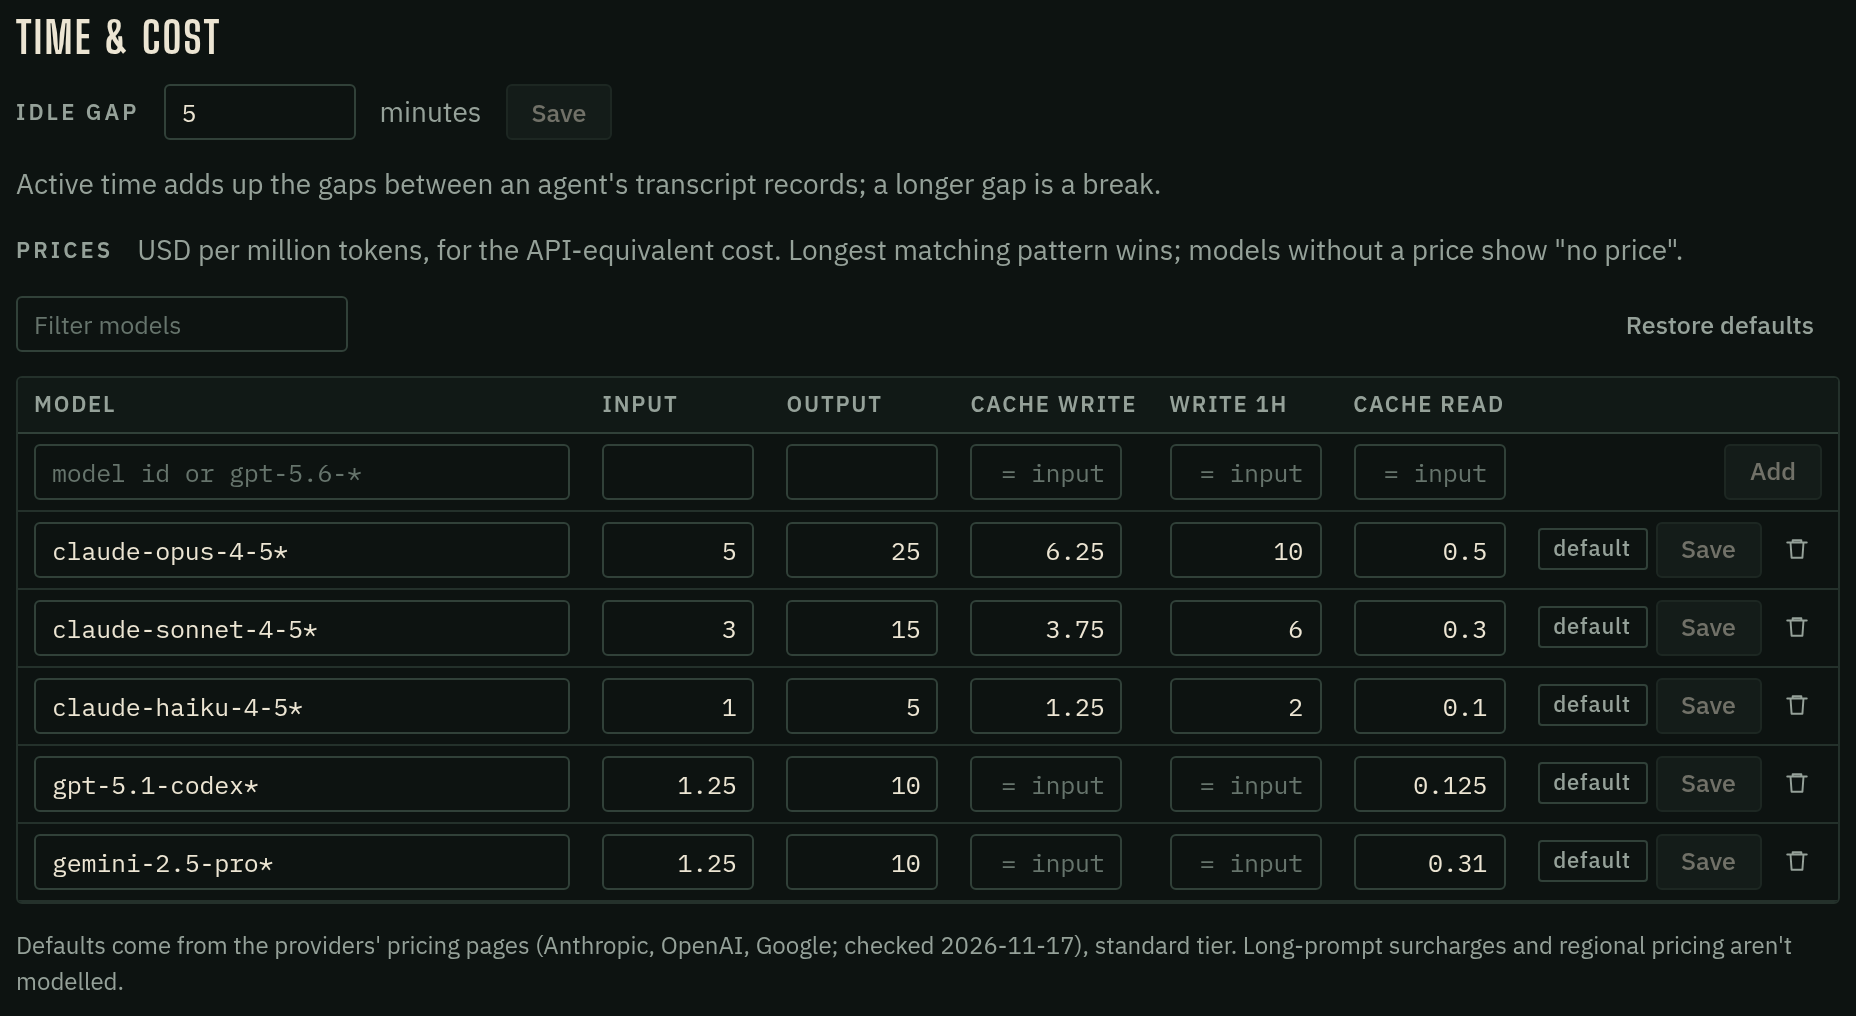 TIME & COST
IDLE GAP 5 minutes Save
Active time adds up the gaps between an agent's transcript records; a longer gap is a break.
PRICES USD per million tokens, for the API-equivalent cost. Longest matching pattern wins; models without a price show "no price".
Filter models Restore defaults
MODEL INPUT OUTPUT CACHE WRITE WRITE 1H CACHE READ
model id or gpt-5.6-* = input = input = input Add
claude-opus-4-5* 5 25 6.25 10 0.5 default Save
claude-sonnet-4-5* 3 15 3.75 6 0.3 default Save
claude-haiku-4-5* 1 5 1.25 2 0.1 default Save
gpt-5.1-codex* 1.25 10 = input = input 0.125 default Save
gemini-2.5-pro* 1.25 10 = input = input 0.31 default Save
Defaults come from the providers' pricing pages (Anthropic, OpenAI, Google; checked 2026-11-17), standard tier. Long-prompt surcharges and regional pricing aren't
modelled.